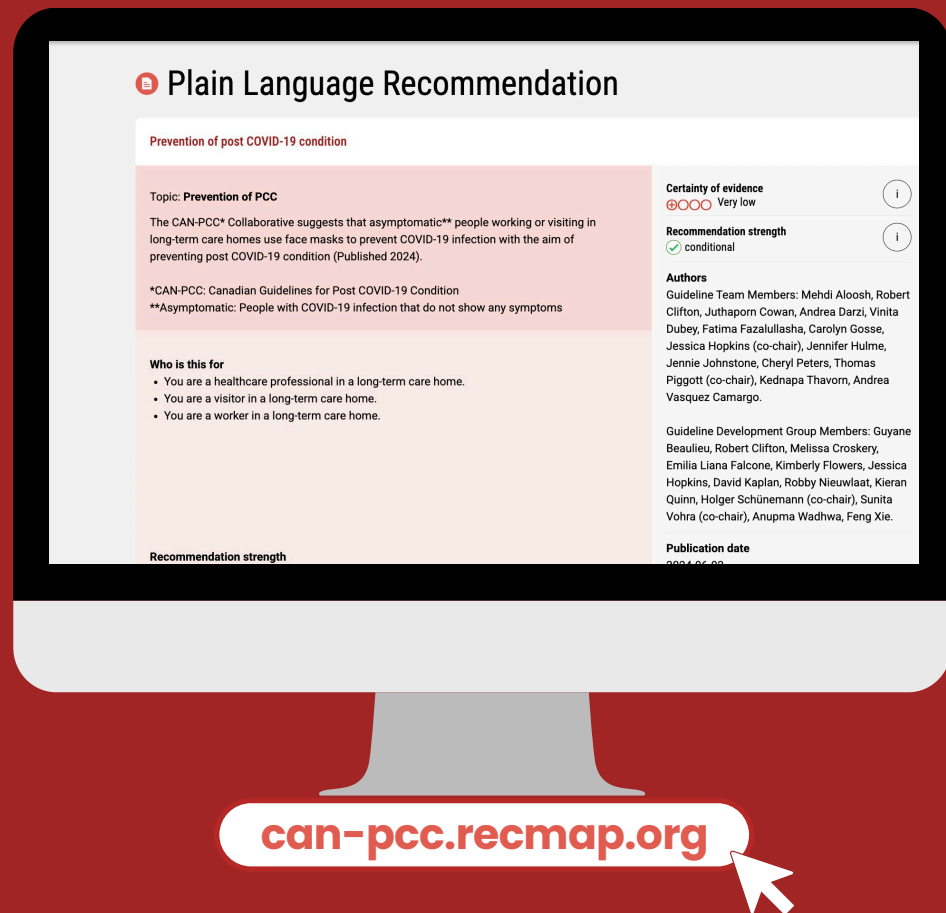 Plain Language Recommendation
Prevention of post COVID-19 condition
Topic: Prevention of PCC
The CAN-PCC* Collaborative suggests that asymptomatic** people working or visiting in
long-term care homes use face masks to prevent COVID-19 infection with the aim of
preventing post COVID-19 condition (Published 2024).
*CAN-PCC: Canadian Guidelines for Post COVID-19 Condition
**Asymptomatic: People with COVID-19 infection that do not show any symptoms
Who is this for
• You are a healthcare professional in a long-term care home.
• You are a visitor in a long-term care home.
• You are a worker in a long-term care home.
Recommendation strength
Certainty of evidence
Very low
i
Recommendation strength
conditional
i
Authors
Guideline Team Members: Mehdi Aloosh, Robert
Clifton, Juthaporn Cowan, Andrea Darzi, Vinita
Dubey, Fatima Fazalullasha, Carolyn Gosse,
Jessica Hopkins (co-chair), Jennifer Hulme,
Jennie Johnstone, Cheryl Peters, Thomas
Piggott (co-chair), Kednapa Thavorn, Andrea
Vasquez Camargo.
Guideline Development Group Members: Guyane
Beaulieu, Robert Clifton, Melissa Croskery,
Emilia Liana Falcone, Kimberly Flowers, Jessica
Hopkins, David Kaplan, Robby Nieuwlaat, Kieran
Quinn, Holger Schünemann (co-chair), Sunita
Vohra (co-chair), Anupma Wadhwa, Feng Xie.
Publication date
can-pcc.recmap.org